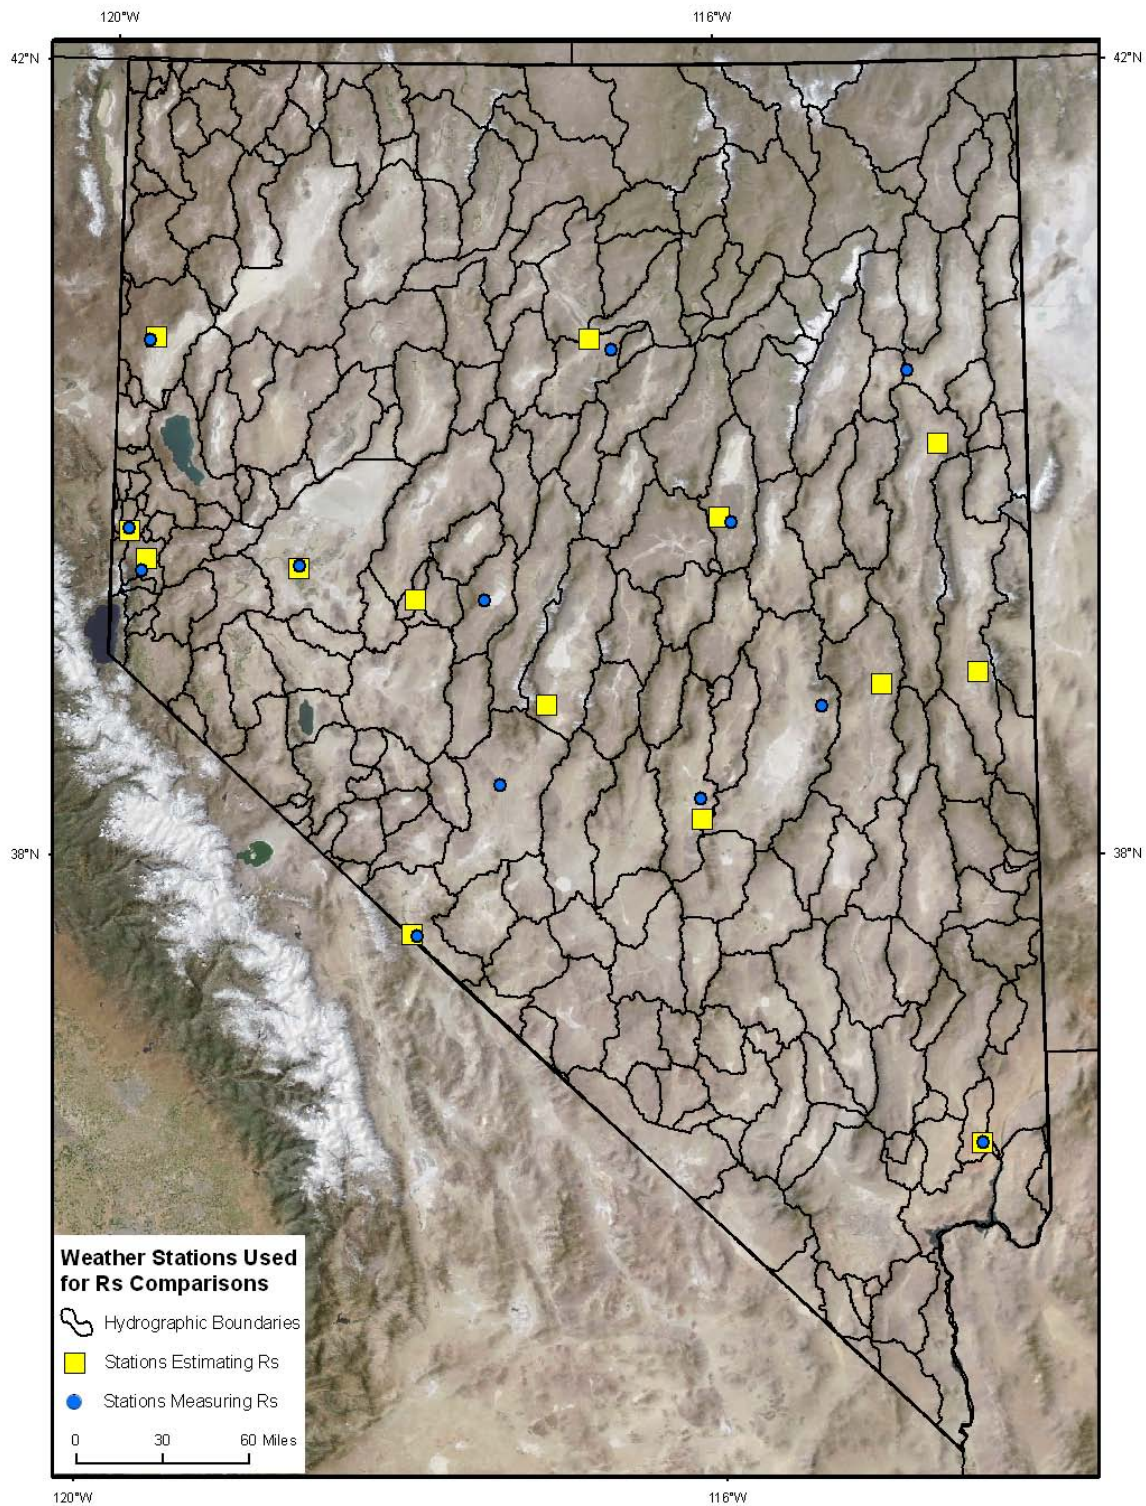 120°W 116°W
42°N 42°N
38°N 38°N
Weather Stations Used
for Rs Comparisons
Hydrographic Boundaries
Stations Estimating Rs
Stations Measuring Rs
0 30 60 Miles
120°W 116°W